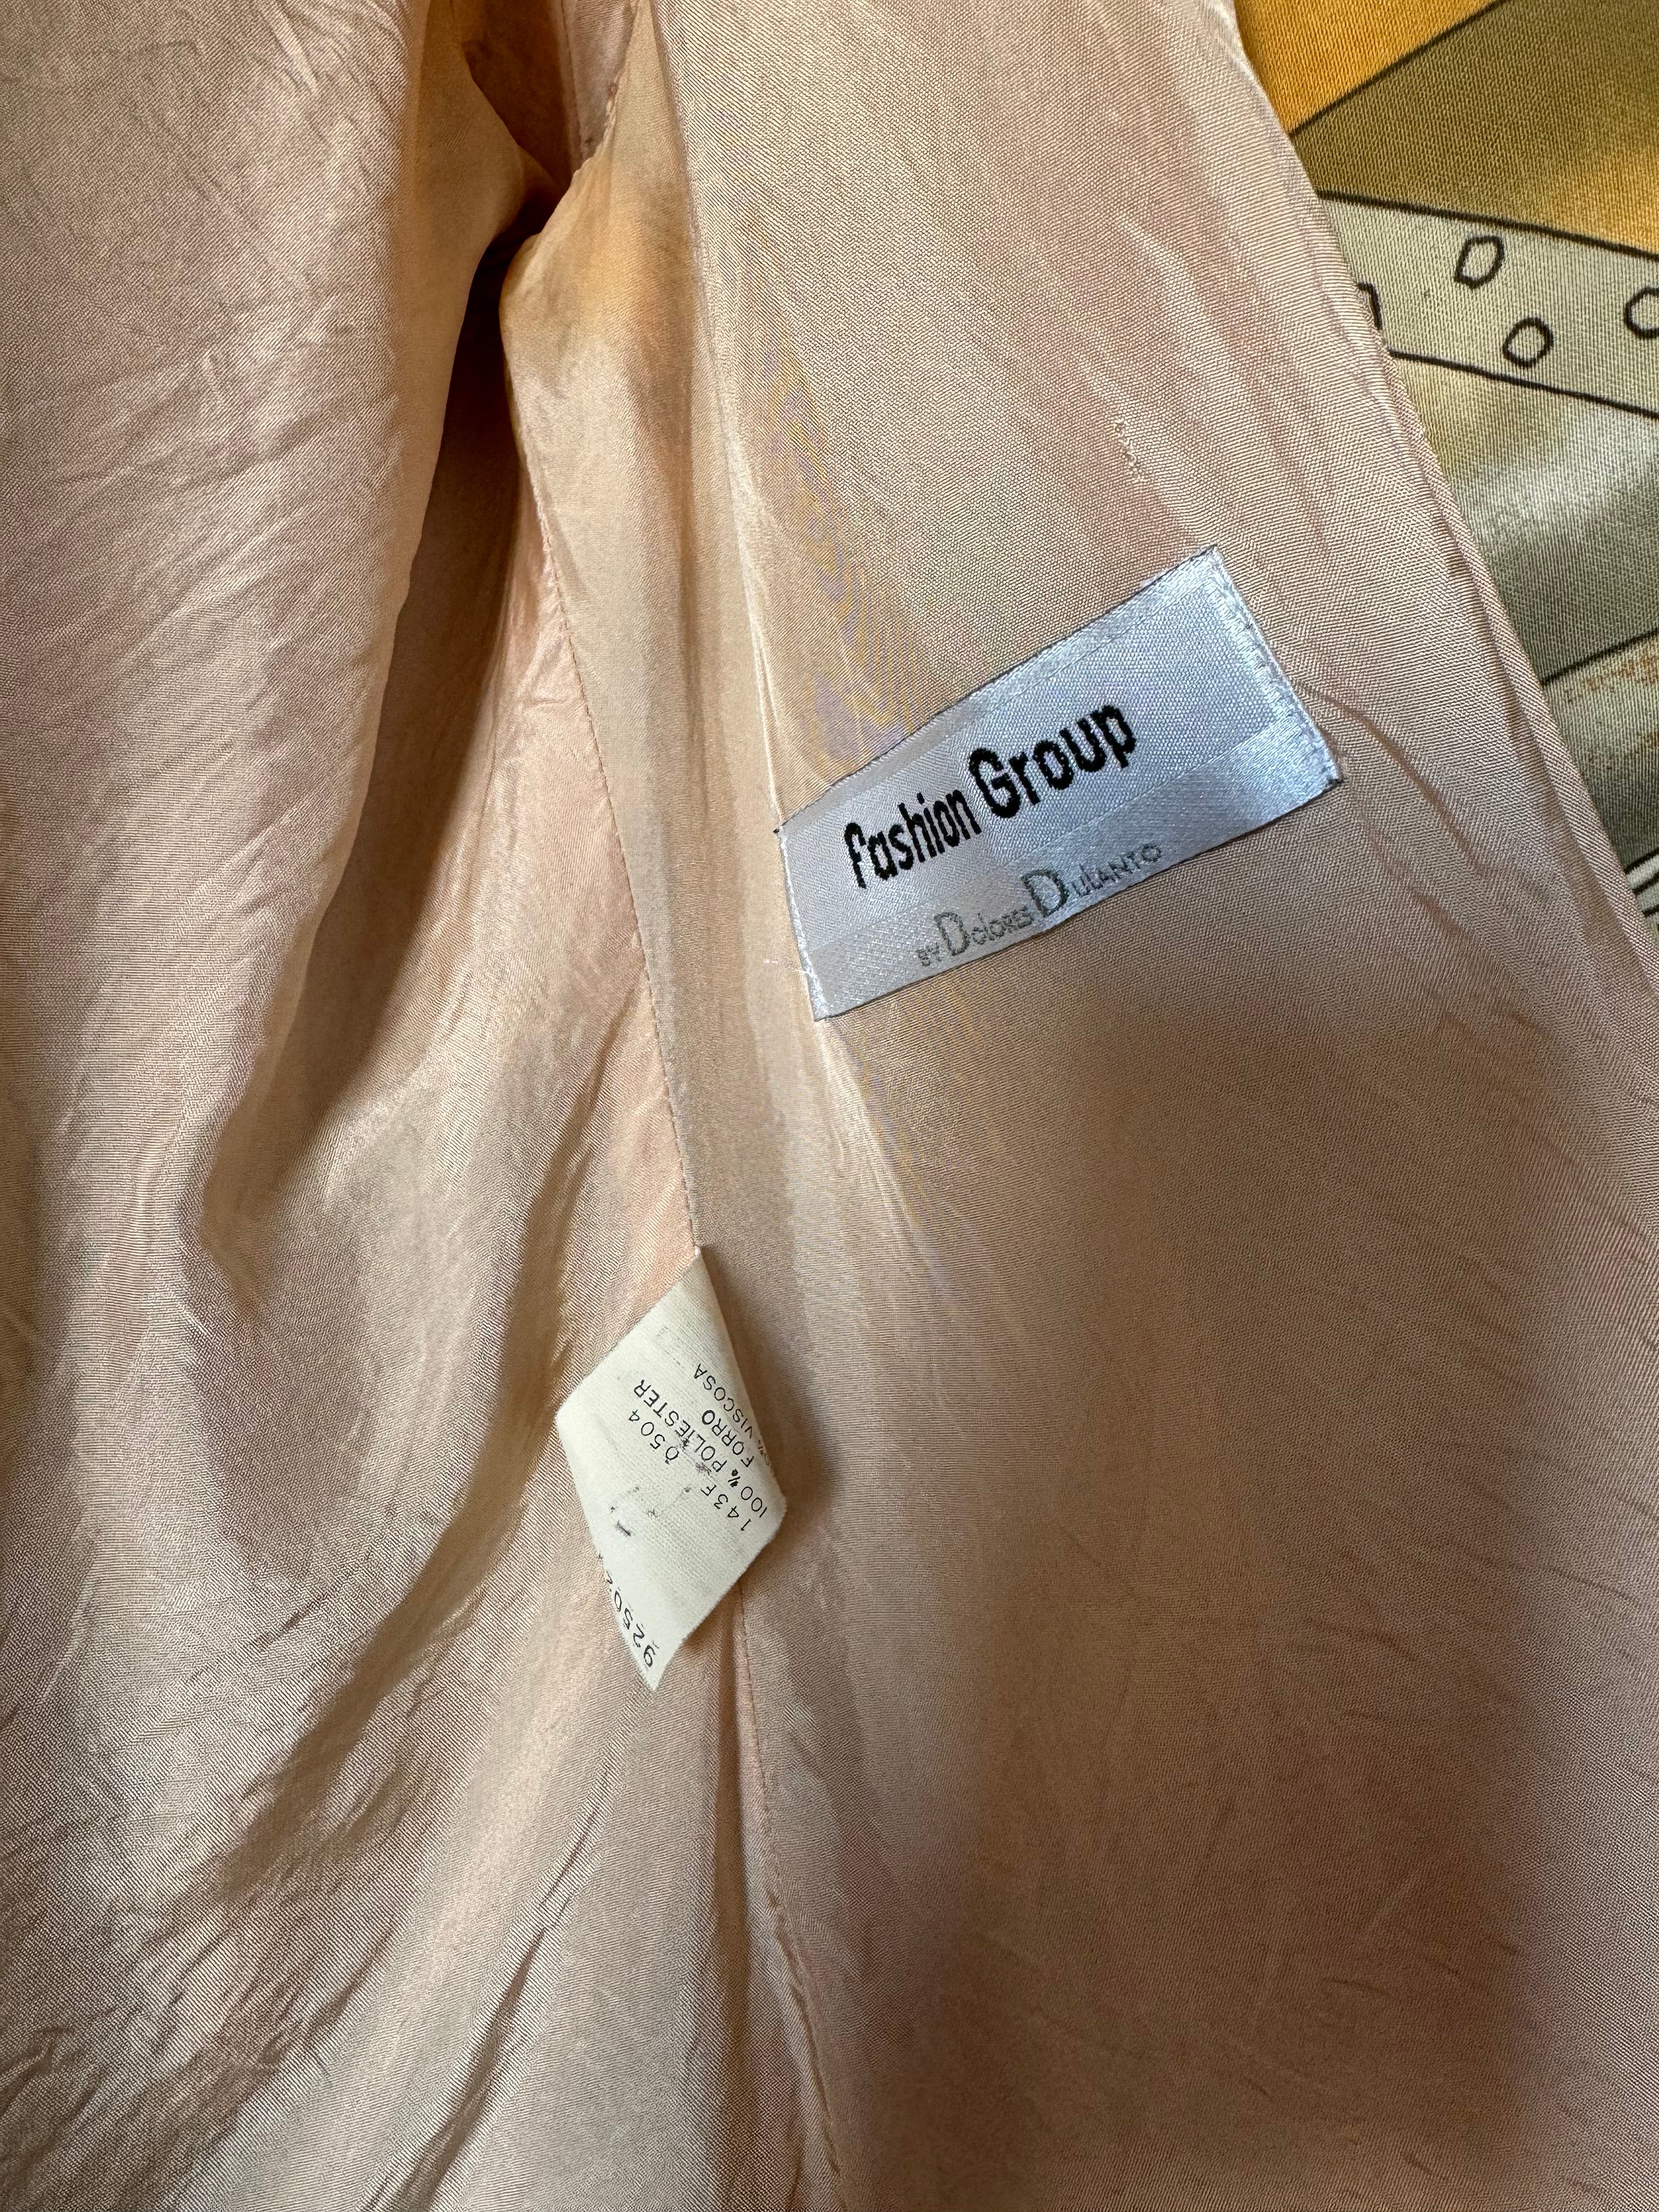 Fashion Group
BY DOLORES DULANTO
143F 0504
100 % POLIESTER
FORRO
% VISCOSA